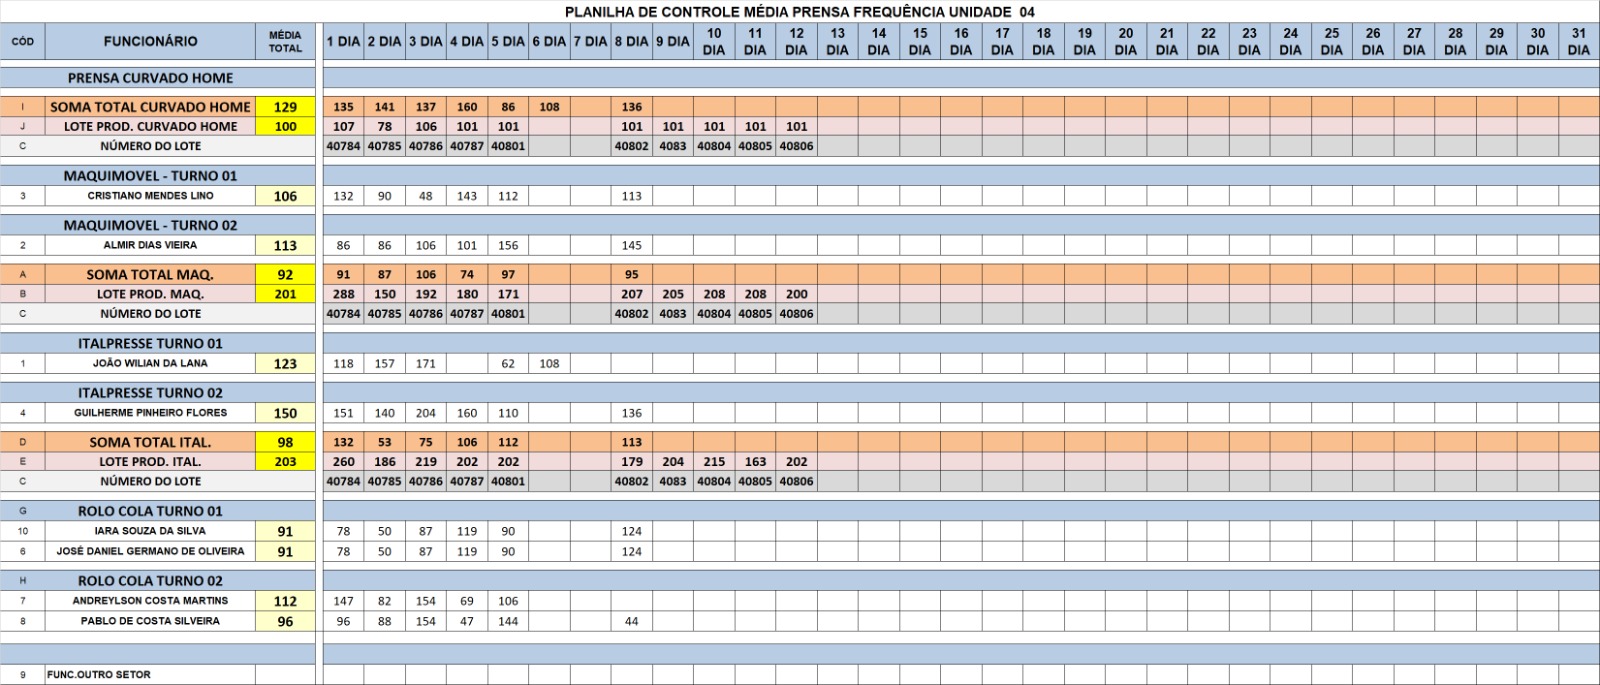 PLANILHA DE CONTROLE MÉDIA PRENSA FREQUÊNCIA UNIDADE 04
CÓD FUNCIONÁRIO MÉDIA TOTAL 1 DIA 2 DIA 3 DIA 4 DIA 5 DIA 6 DIA 7 DIA 8 DIA 9 DIA 10 DIA 11 DIA 12 DIA 13 DIA 14 DIA 15 DIA 16 DIA 17 DIA 18 DIA 19 DIA 20 DIA 21 DIA 22 DIA 23 DIA 24 DIA 25 DIA 26 DIA 27 DIA 28 DIA 29 DIA 30 DIA 31 DIA
PRENSA CURVADO HOME
I SOMA TOTAL CURVADO HOME 129 135 141 137 160 86 108 136
J LOTE PROD. CURVADO HOME 100 107 78 106 101 101 101 101 101 101 101
C NÚMERO DO LOTE 40784 40785 40786 40787 40801 40802 4083 40804 40805 40806
MAQUIMOVEL - TURNO 01
3 CRISTIANO MENDES LINO 106 132 90 48 143 112 113
MAQUIMOVEL - TURNO 02
2 ALMIR DIAS VIEIRA 113 86 86 106 101 156 145
A SOMA TOTAL MAQ. 92 91 87 106 74 97 95
B LOTE PROD. MAQ. 201 288 150 192 180 171 207 205 208 208 200
C NÚMERO DO LOTE 40784 40785 40786 40787 40801 40802 4083 40804 40805 40806
ITALPRESSE TURNO 01
1 JOÃO WILIAN DA LANA 123 118 157 171 62 108
ITALPRESSE TURNO 02
4 GUILHERME PINHEIRO FLORES 150 151 140 204 160 110 136
D SOMA TOTAL ITAL. 98 132 53 75 106 112 113
E LOTE PROD. ITAL. 203 260 186 219 202 202 179 204 215 163 202
C NÚMERO DO LOTE 40784 40785 40786 40787 40801 40802 4083 40804 40805 40806
G ROLO COLA TURNO 01
10 IARA SOUZA DA SILVA 91 78 50 87 119 90 124
6 JOSÉ DANIEL GERMANO DE OLIVEIRA 91 78 50 87 119 90 124
H ROLO COLA TURNO 02
7 ANDREYLSON COSTA MARTINS 112 147 82 154 69 106
8 PABLO DE COSTA SILVEIRA 96 96 88 154 47 144 44
9 FUNC.OUTRO SETOR